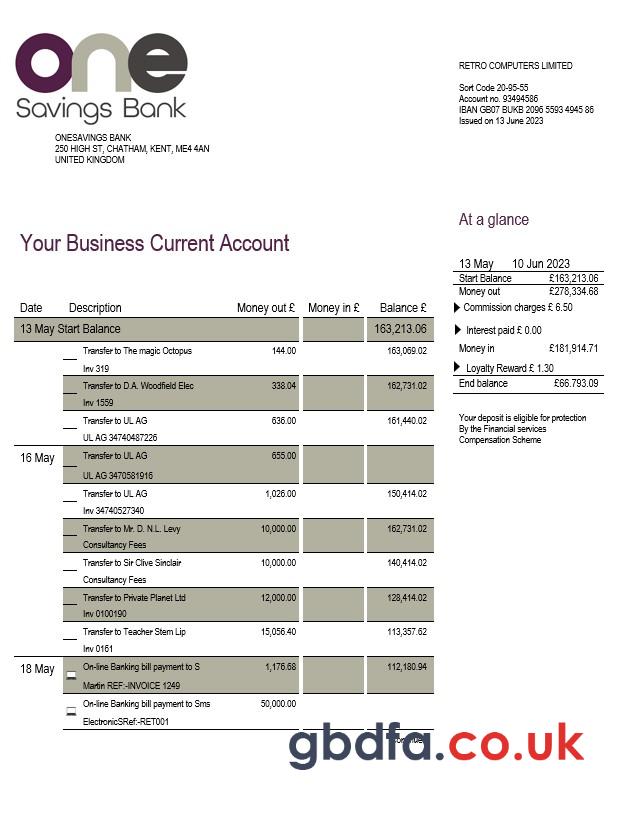 one
Savings Bank
ONESAVINGS BANK
250 HIGH ST, CHATHAM, KENT, ME4 4AN
UNITED KINGDOM
RETRO COMPUTERS LIMITED
Sort Code 20-95-55
Account no. 93494586
IBAN GB07 BUKB 2096 5593 4945 86
Issued on 13 June 2023
Your Business Current Account
At a glance
13 May 10 Jun 2023
Start Balance £163,213.06
Money out £278,334.68
Commission charges £ 6.50
Interest paid £ 0.00
Money in £181,914.71
Loyalty Reward £ 1.30
End balance £66.793.09
Your deposit is eligible for protection
By the Financial services
Compensation Scheme
Date Description Money out £ Money in £ Balance £
13 May Start Balance 163,213.06
Transfer to The magic Octopus 144.00 163,069.02
Inv 319
Transfer to D.A. Woodfield Elec 338.04 162,731.02
Inv 1559
Transfer to UL AG 636.00 161,440.02
UL AG 34740487226
16 May Transfer to UL AG 655.00
UL AG 3470581916
Transfer to UL AG 1,026.00 150,414.02
Inv 34740527340
Transfer to Mr. D. N.L. Levy 10,000.00 162,731.02
Consultancy Fees
Transfer to Sir Clive Sinclair 10,000.00 140,414.02
Consultancy Fees
Transfer to Private Planet Ltd 12,000.00 128,414.02
Inv 0100190
Transfer to Teacher Stem Lip 15,056.40 113,357.62
Inv 0161
18 May On-line Banking bill payment to S 1,176.68 112,180.94
Martin REF:-INVOICE 1249
On-line Banking bill payment to Sms 50,000.00
ElectronicSRef:-RET001
gbdfa.co.uk